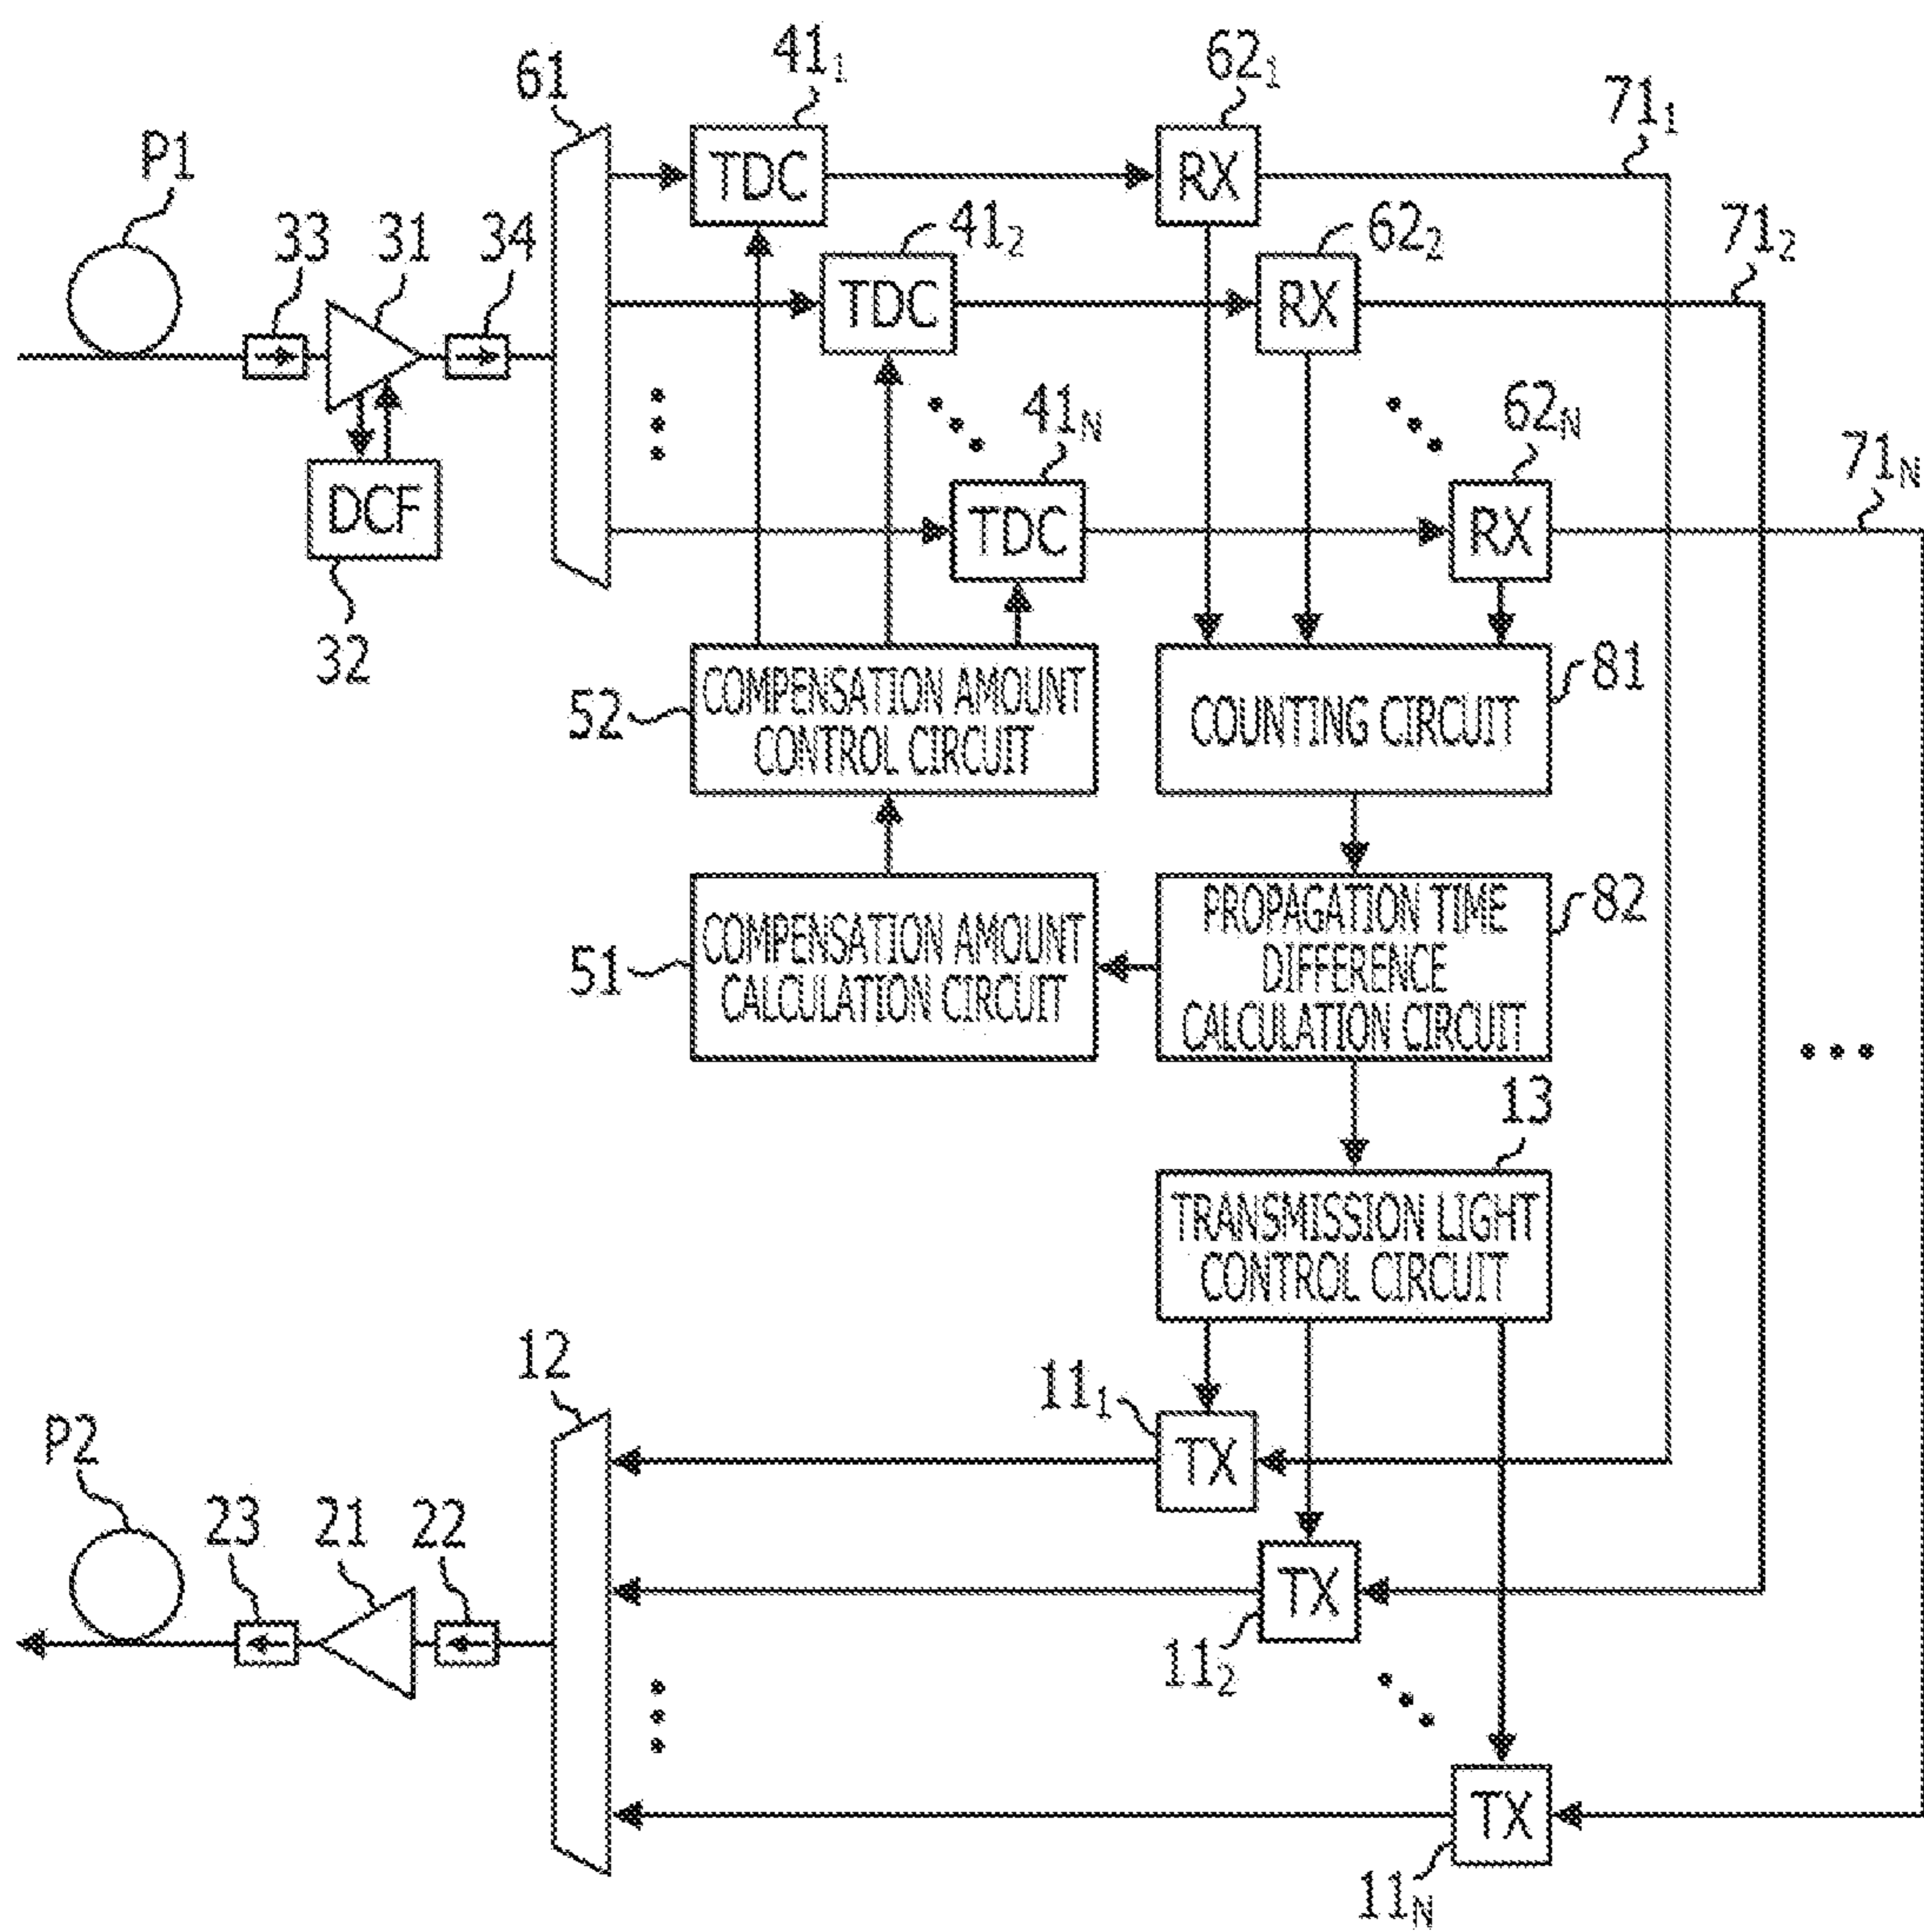 61
41₁
62₁
71₁
P1
33
31
34
TDC
RX
41₂
62₂
71₂
TDC
RX
41N
62N
71N
DCF
TDC
RX
32
52
COMPENSATION AMOUNT
CONTROL CIRCUIT
COUNTING CIRCUIT
81
51
COMPENSATION AMOUNT
CALCULATION CIRCUIT
PROPAGATION TIME
DIFFERENCE
CALCULATION CIRCUIT
82
13
TRANSMISSION LIGHT
CONTROL CIRCUIT
12
11₁
TX
P2
23
21
22
TX
11₂
TX
11N